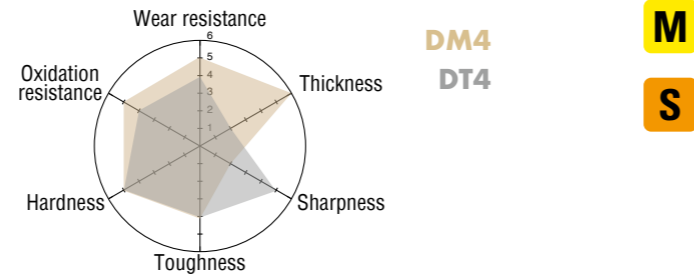 Wear resistance
6
5
4
3
2
1
Oxidation
resistance
Thickness
Hardness
Sharpness
Toughness
DM4
DT4
M
S